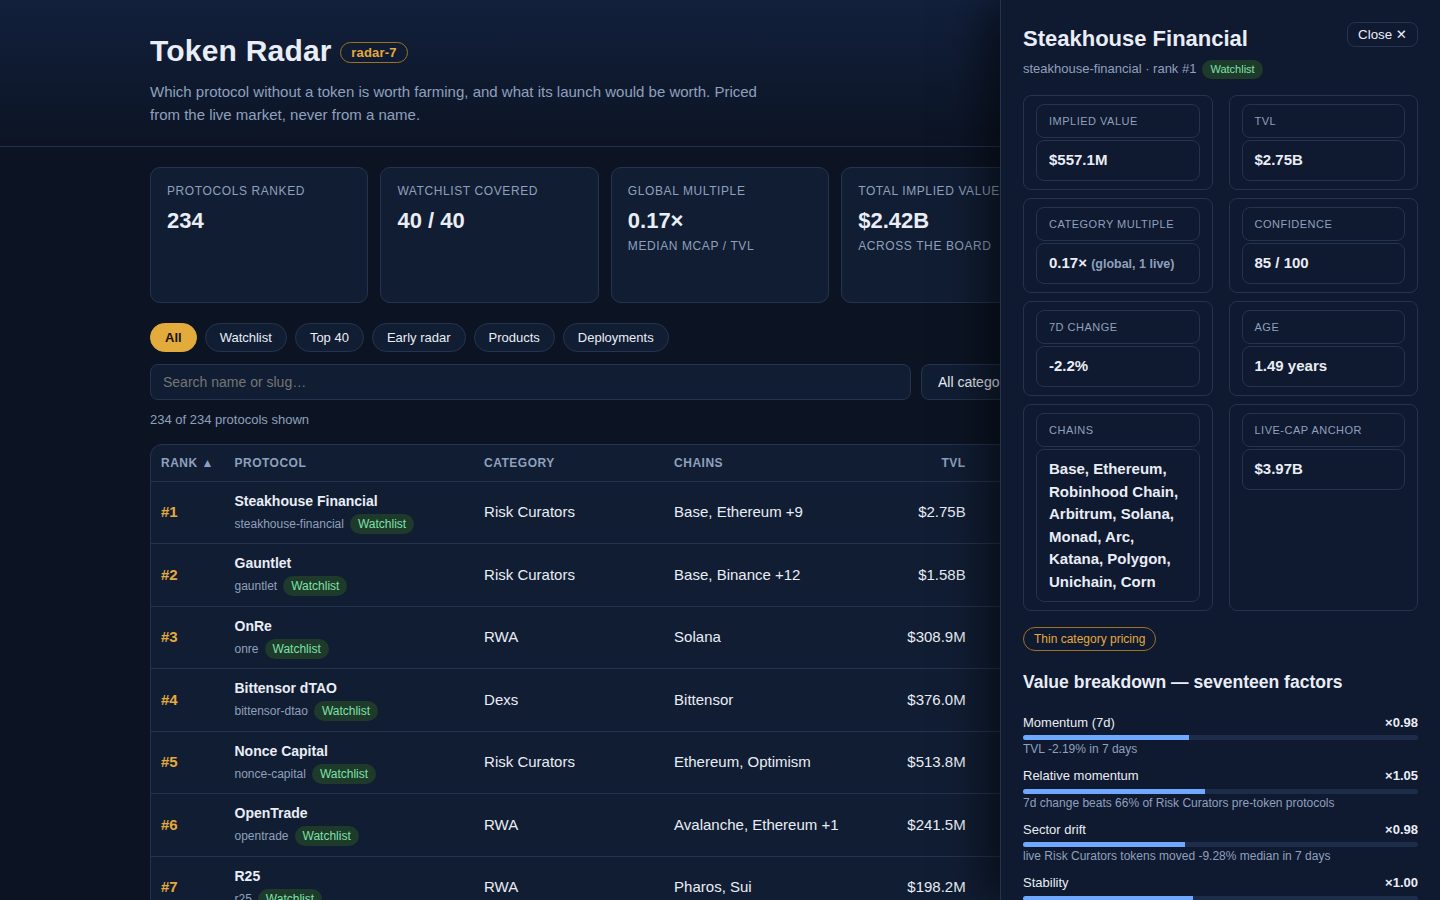 Token Radar radar-7
Which protocol without a token is worth farming, and what its launch would be worth. Priced
from the live market, never from a name.
PROTOCOLS RANKED
234
WATCHLIST COVERED
40 / 40
GLOBAL MULTIPLE
0.17×
MEDIAN MCAP / TVL
TOTAL IMPLIED VALUE
$2.42B
ACROSS THE BOARD
All Watchlist Top 40 Early radar Products Deployments
Search name or slug… All catego
234 of 234 protocols shown
RANK ▲ PROTOCOL CATEGORY CHAINS TVL
#1 Steakhouse Financial Risk Curators Base, Ethereum +9 $2.75B
steakhouse-financial Watchlist
#2 Gauntlet Risk Curators Base, Binance +12 $1.58B
gauntlet Watchlist
#3 OnRe RWA Solana $308.9M
onre Watchlist
#4 Bittensor dTAO Dexs Bittensor $376.0M
bittensor-dtao Watchlist
#5 Nonce Capital Risk Curators Ethereum, Optimism $513.8M
nonce-capital Watchlist
#6 OpenTrade RWA Avalanche, Ethereum +1 $241.5M
opentrade Watchlist
#7 R25 RWA Pharos, Sui $198.2M
r25 Watchlist
Steakhouse Financial Close ✕
steakhouse-financial · rank #1 Watchlist
IMPLIED VALUE
$557.1M
TVL
$2.75B
CATEGORY MULTIPLE
0.17× (global, 1 live)
CONFIDENCE
85 / 100
7D CHANGE
-2.2%
AGE
1.49 years
CHAINS
Base, Ethereum,
Robinhood Chain,
Arbitrum, Solana,
Monad, Arc,
Katana, Polygon,
Unichain, Corn
LIVE-CAP ANCHOR
$3.97B
Thin category pricing
Value breakdown — seventeen factors
Momentum (7d) ×0.98
TVL -2.19% in 7 days
Relative momentum ×1.05
7d change beats 66% of Risk Curators pre-token protocols
Sector drift ×0.98
live Risk Curators tokens moved -9.28% median in 7 days
Stability ×1.00